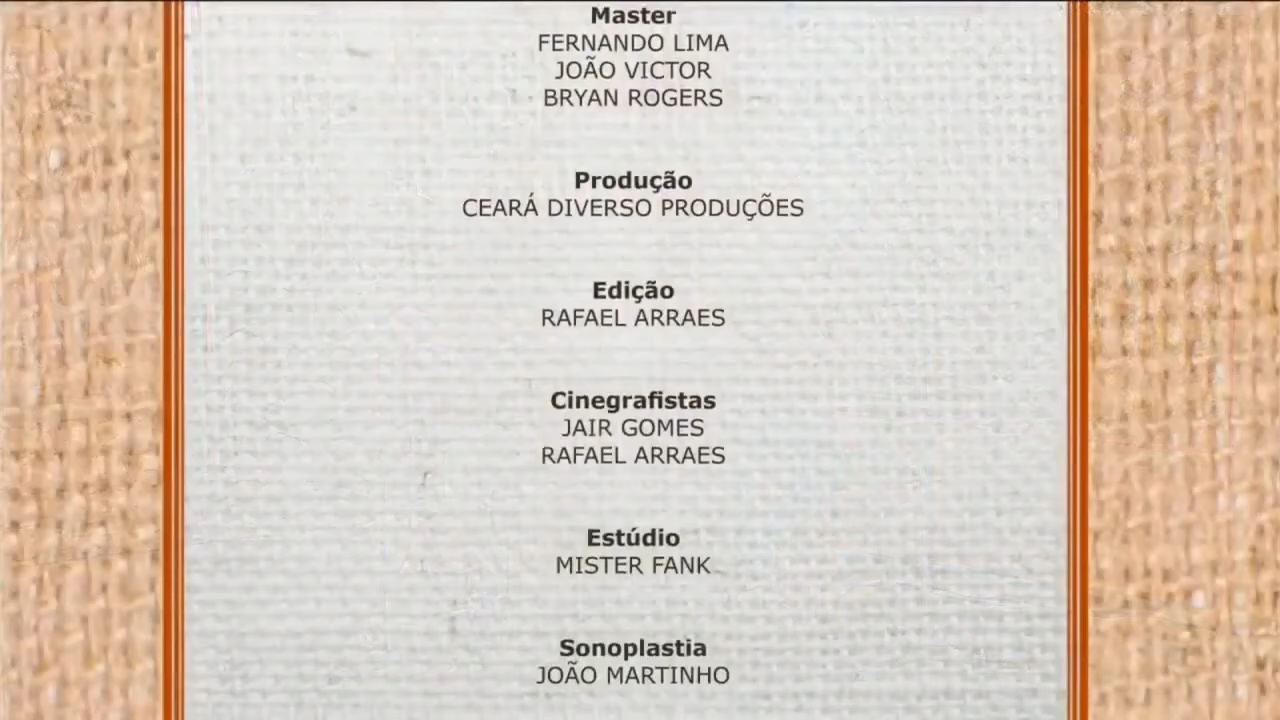 Master
FERNANDO LIMA
JOÃO VICTOR
BRYAN ROGERS
Produção
CEARÁ DIVERSO PRODUÇÕES
Edição
RAFAEL ARRAES
Cinegrafistas
JAIR GOMES
RAFAEL ARRAES
Estúdio
MISTER FANK
Sonoplastia
JOÃO MARTINHO